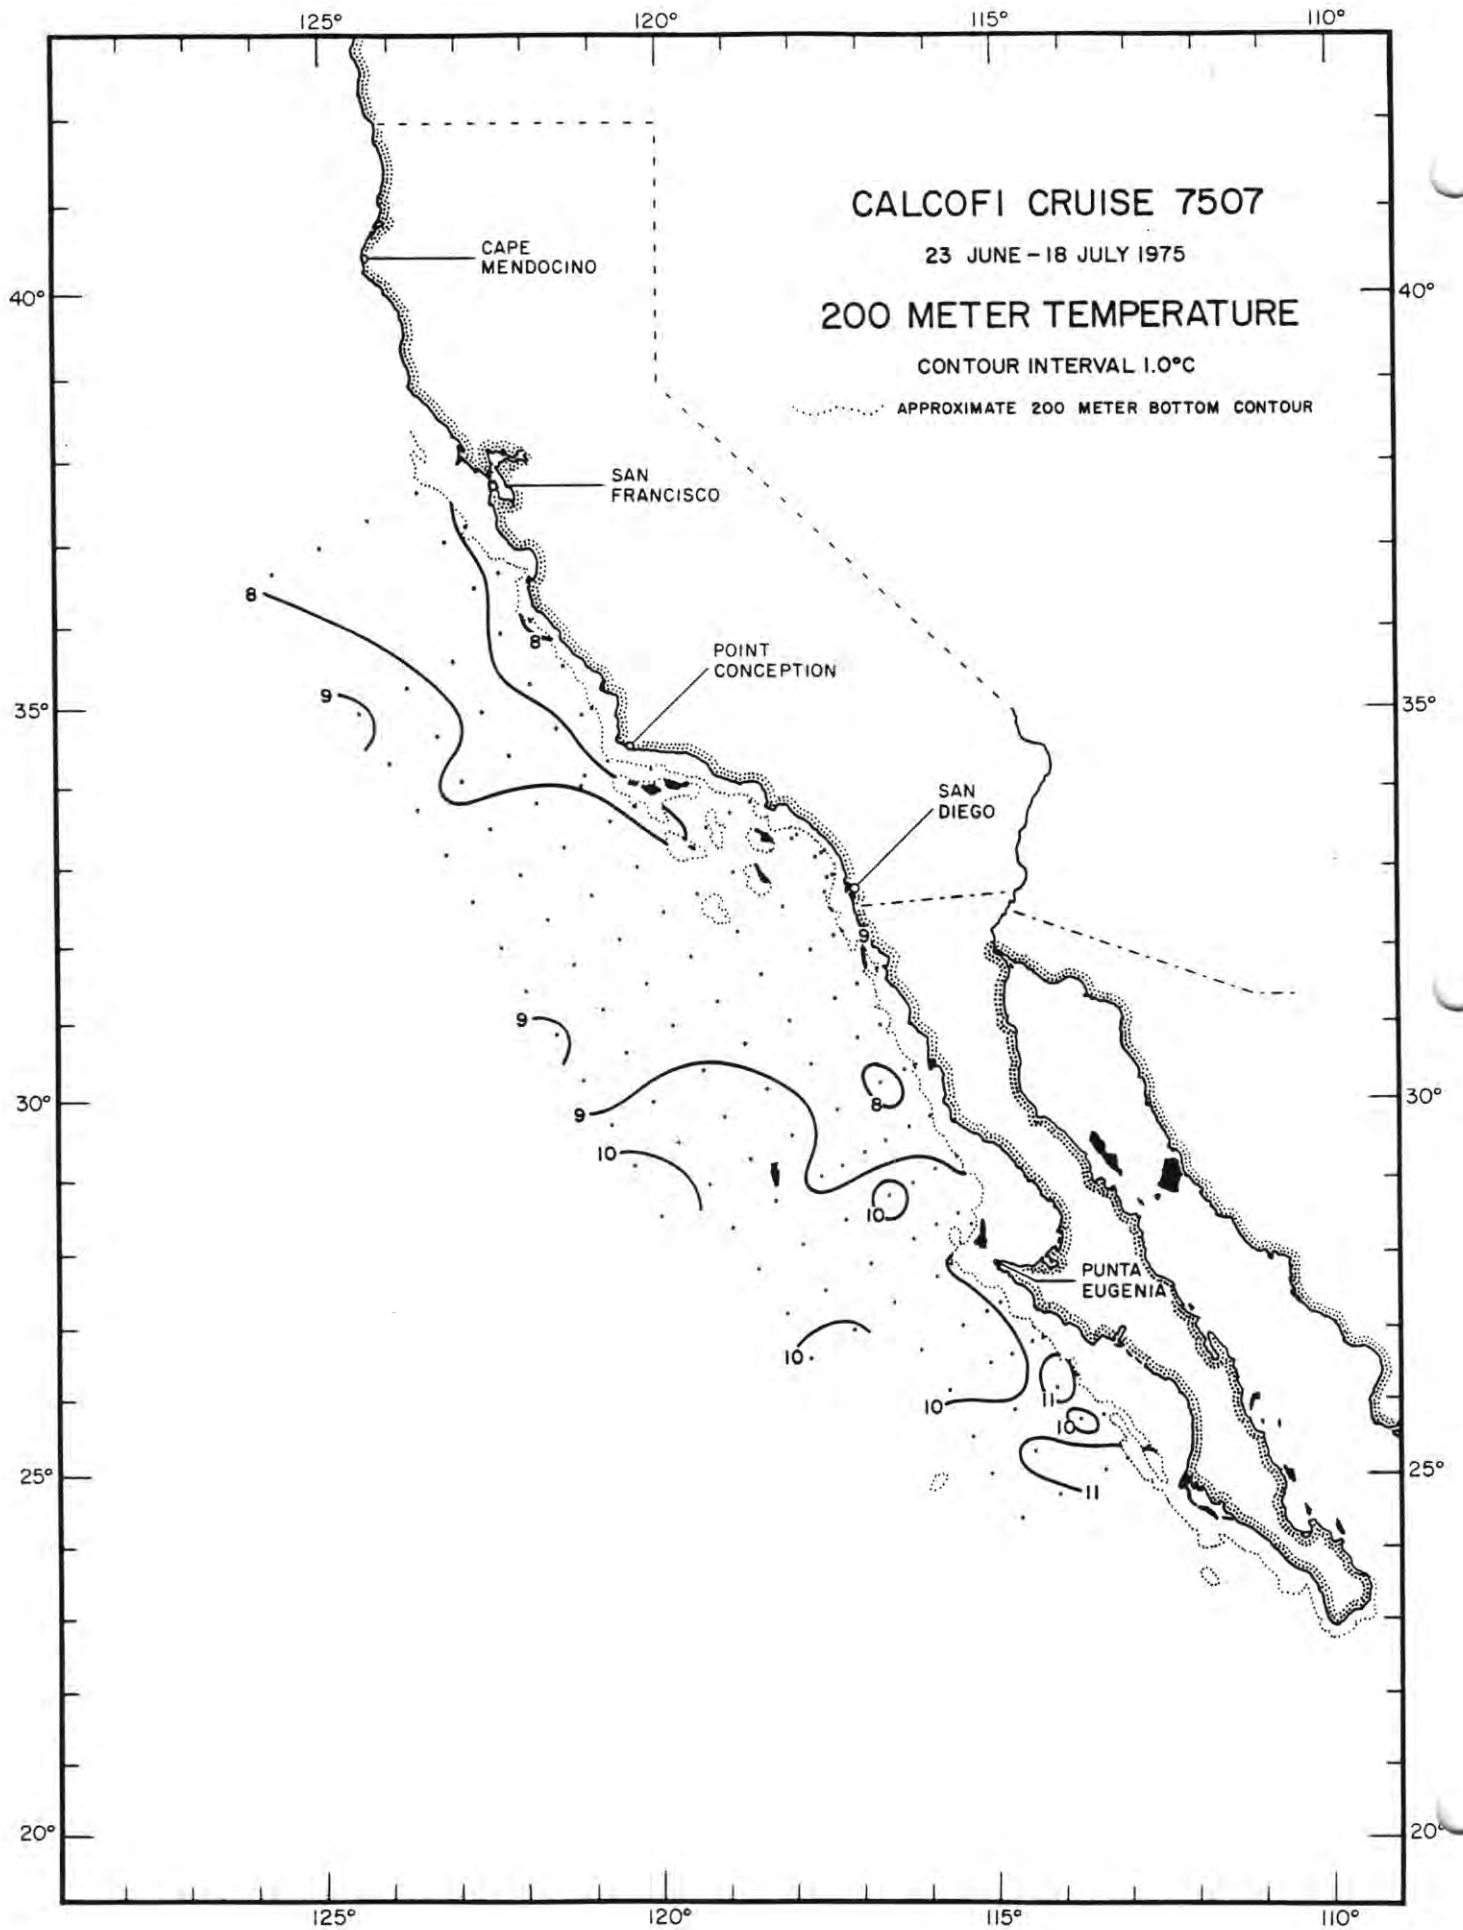 125°
120°
115°
110°
CALCOFI CRUISE 7507
23 JUNE – 18 JULY 1975
200 METER TEMPERATURE
CONTOUR INTERVAL 1.0°C
APPROXIMATE 200 METER BOTTOM CONTOUR
CAPE
MENDOCINO
40°
40°
SAN
FRANCISCO
8
8
POINT
CONCEPTION
9
35°
35°
SAN
DIEGO
9
9
30°
30°
9
8
10
10
PUNTA
EUGENIA
10
10
11
10
25°
25°
11
20°
20°
125°
120°
115°
110°